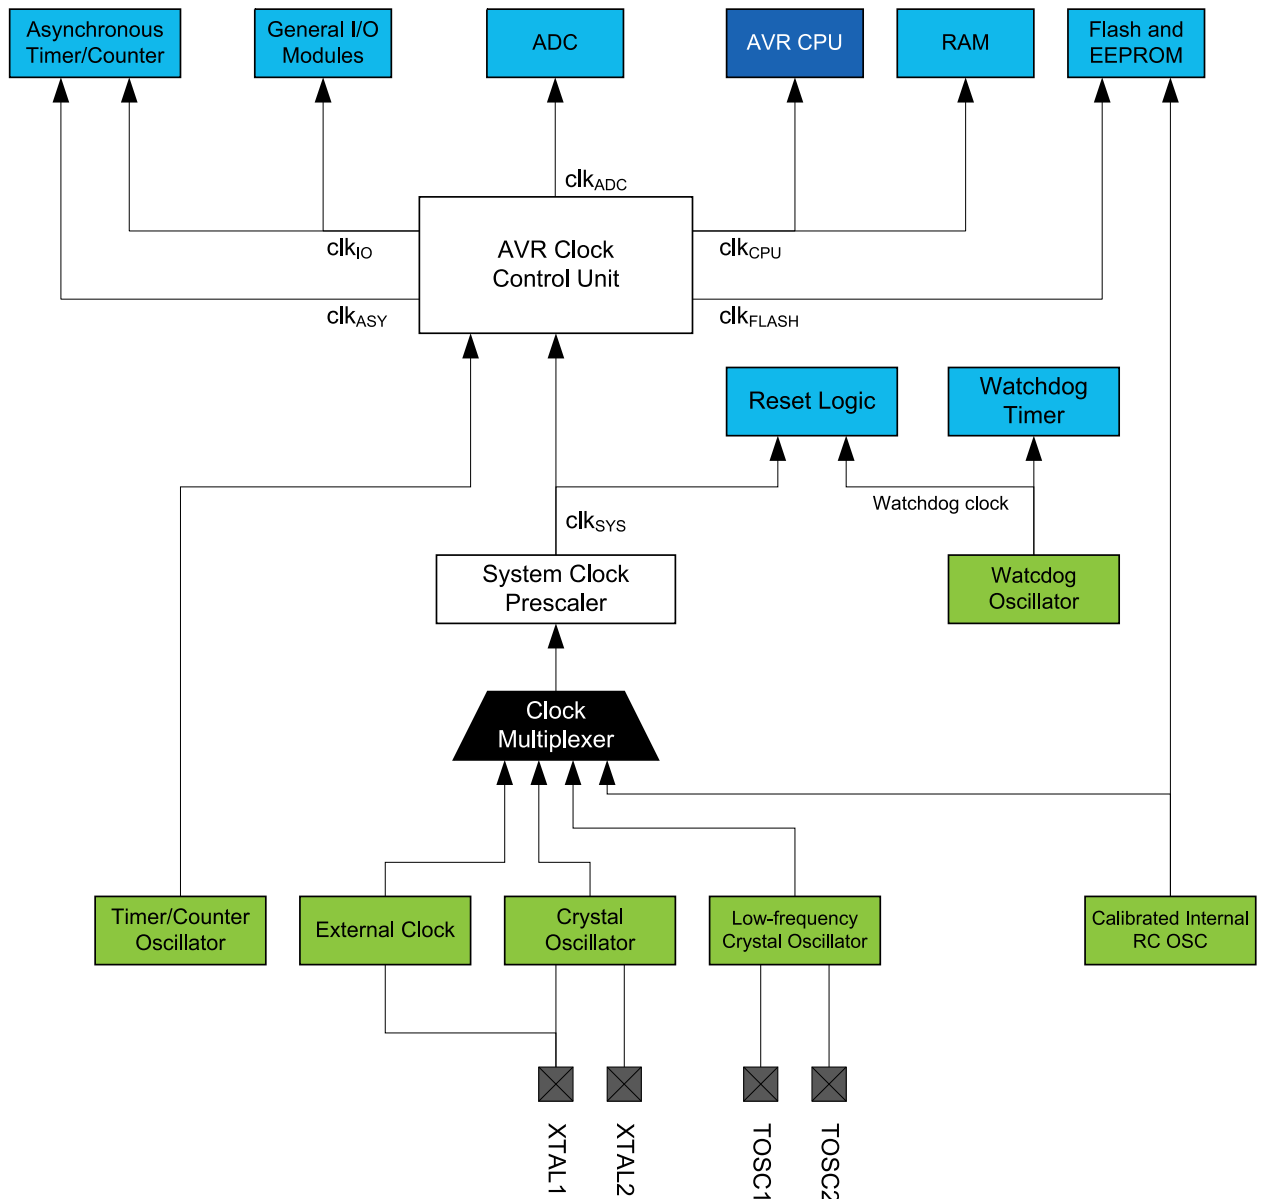 Asynchronous
Timer/Counter
General I/O
Modules
ADC
AVR CPU
RAM
Flash and
EEPROM
clkADC
AVR Clock
Control Unit
clkIO
clkCPU
clkASY
clkFLASH
Reset Logic
Watchdog
Timer
Watchdog clock
clkSYS
System Clock
Prescaler
Watcdog
Oscillator
Clock
Multiplexer
Timer/Counter
Oscillator
External Clock
Crystal
Oscillator
Low-frequency
Crystal Oscillator
Calibrated Internal
RC OSC
XTAL1
XTAL2
TOSC1
TOSC2